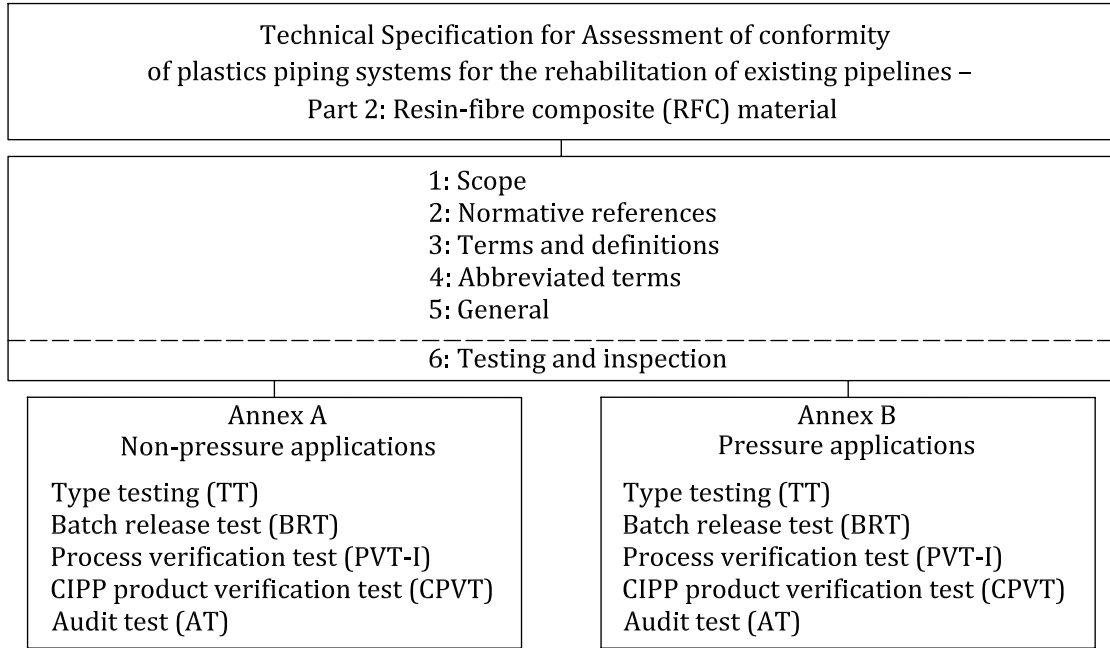 Technical Specification for Assessment of conformity
of plastics piping systems for the rehabilitation of existing pipelines –
Part 2: Resin-fibre composite (RFC) material
1: Scope
2: Normative references
3: Terms and definitions
4: Abbreviated terms
5: General
6: Testing and inspection
Annex A
Non-pressure applications
Type testing (TT)
Batch release test (BRT)
Process verification test (PVT-I)
CIPP product verification test (CPVT)
Audit test (AT)
Annex B
Pressure applications
Type testing (TT)
Batch release test (BRT)
Process verification test (PVT-I)
CIPP product verification test (CPVT)
Audit test (AT)